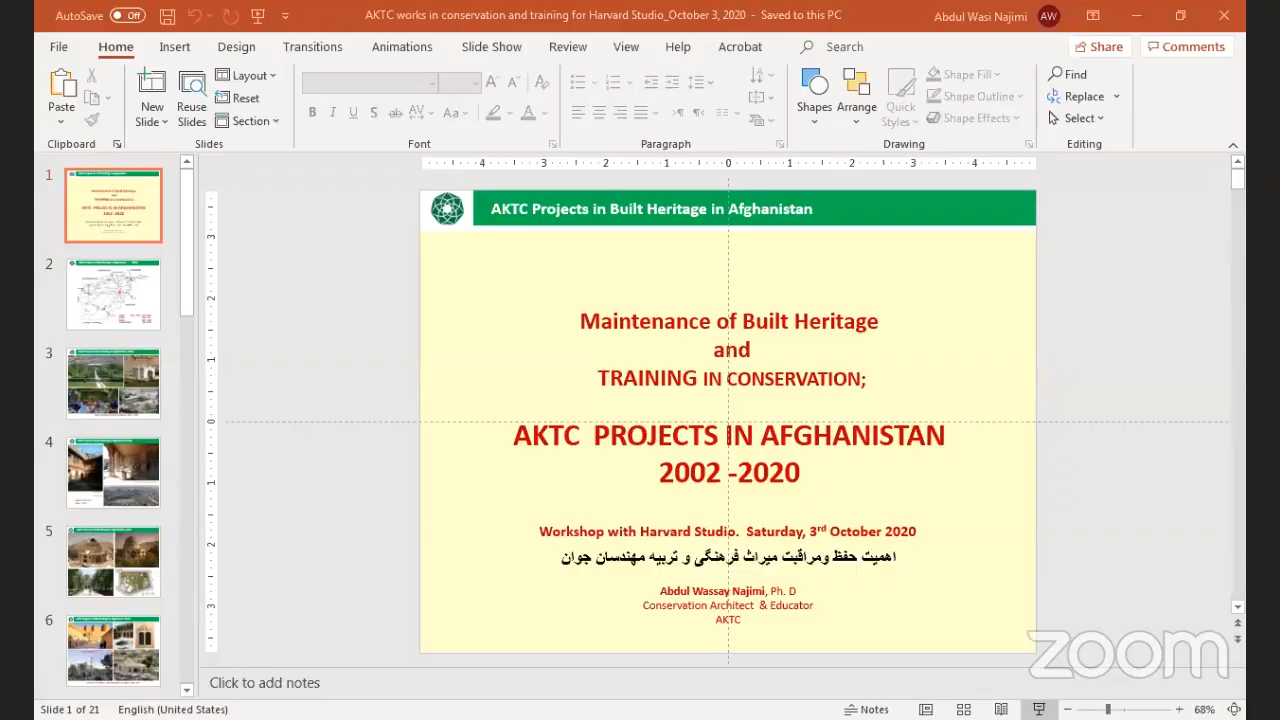 AutoSave Off
AKTC works in conservation and training for Harvard Studio_October 3, 2020 - Saved to this PC
Abdul Wasi Najimi AW
File Home Insert Design Transitions Animations Slide Show Review View Help Acrobat Search Share Comments
Paste
Clipboard
New Slide
Reuse Slides
Layout
Reset
Section
Slides
Font
Paragraph
Shapes
Arrange
Quick Styles
Shape Fill
Shape Outline
Shape Effects
Drawing
Find
Replace
Select
Editing
1
2
3
4
5
6
AKTC Projects in Built Heritage in Afghanistan
Maintenance of Built Heritage
and
TRAINING IN CONSERVATION;
AKTC PROJECTS IN AFGHANISTAN
2002 -2020
Workshop with Harvard Studio. Saturday, 3rd October 2020
اهمیت حفظ ومراقبت میراث فرهنگی و تربیه مهندسان جوان
Abdul Wassay Najimi, Ph. D
Conservation Architect & Educator
AKTC
zoom
Click to add notes
Slide 1 of 21 English (United States) Notes 68%